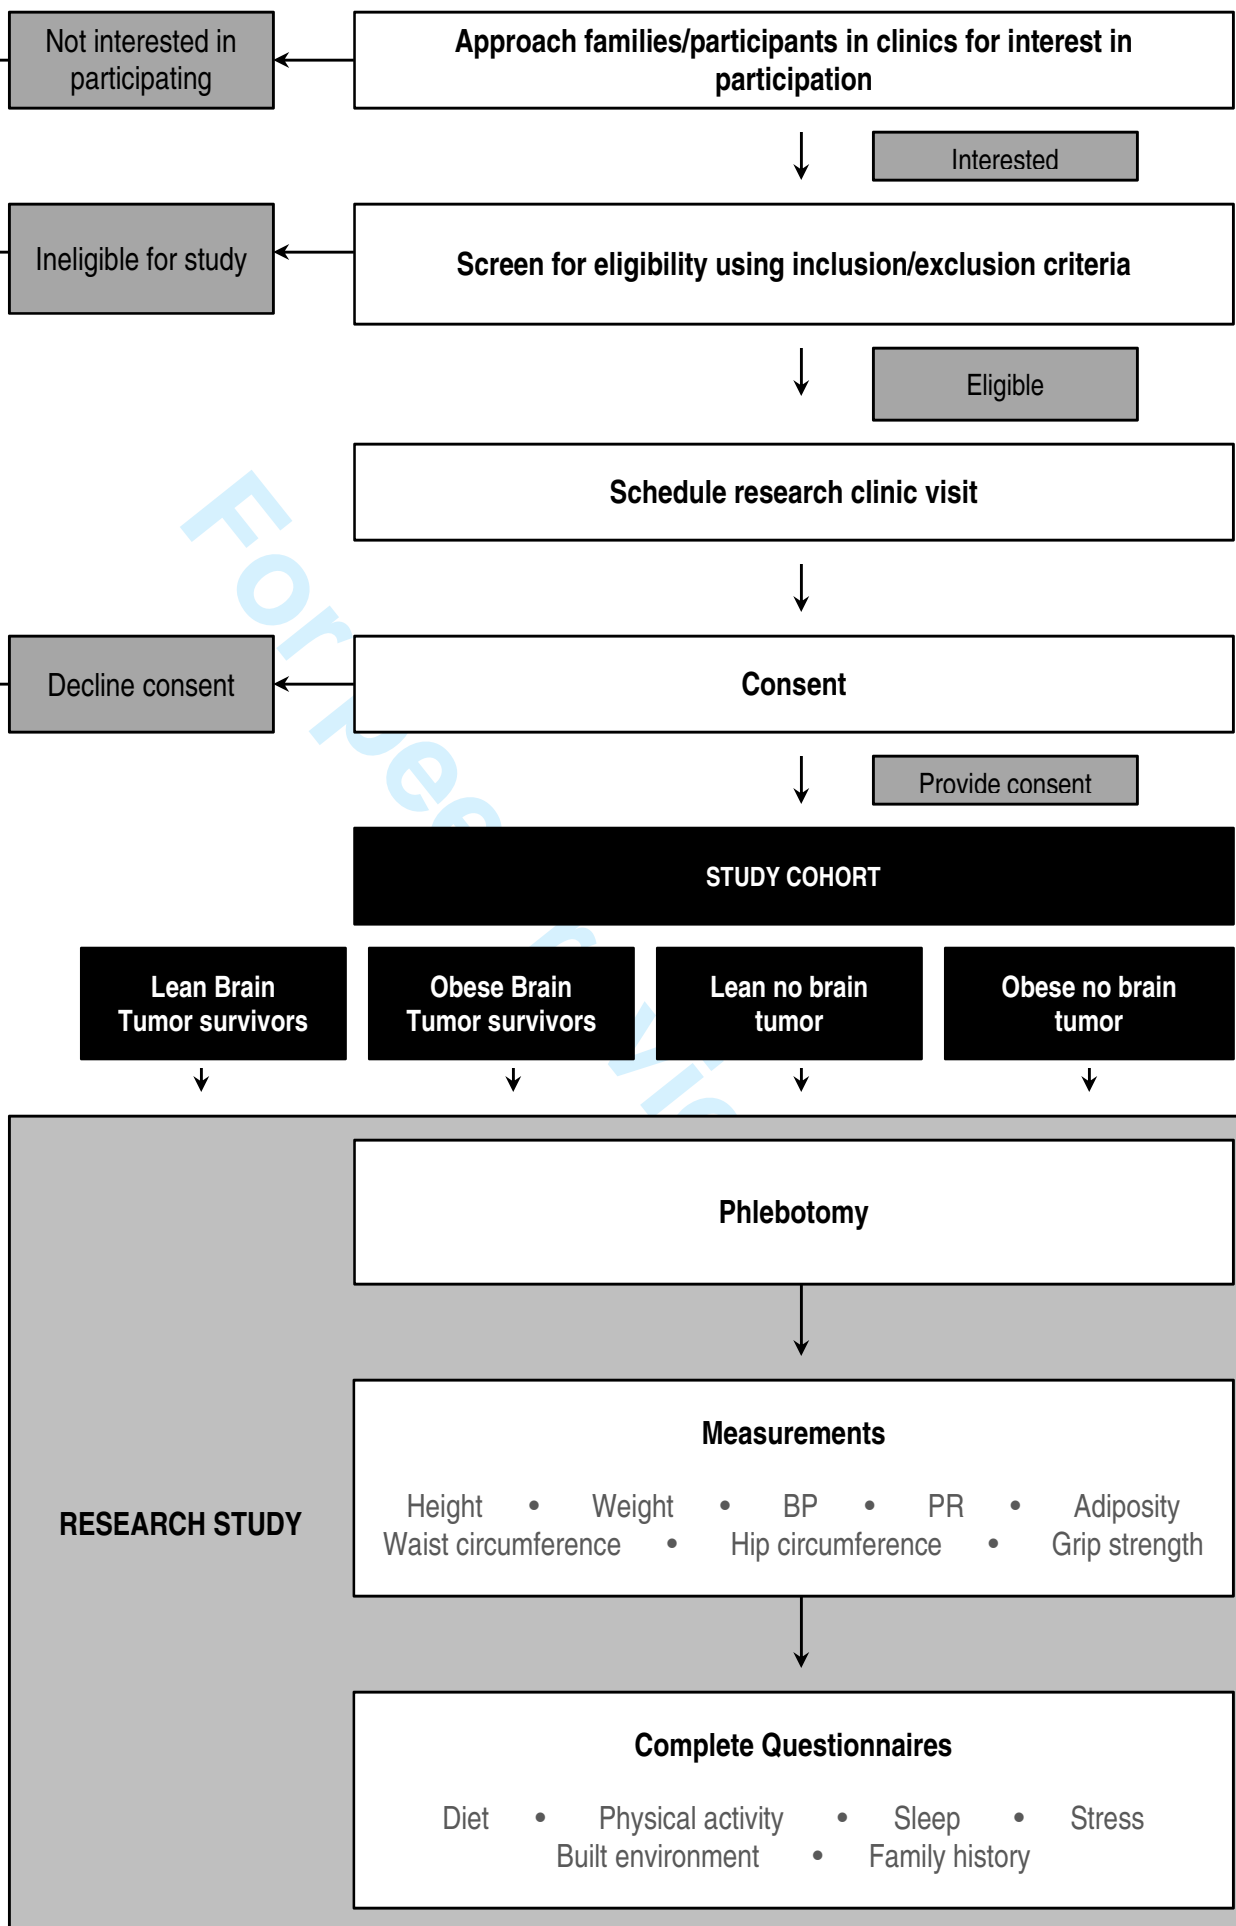 Not interested in
participating
Approach families/participants in clinics for interest in
participation
Interested
Ineligible for study
Screen for eligibility using inclusion/exclusion criteria
Eligible
Schedule research clinic visit
Decline consent
Consent
Provide consent
STUDY COHORT
Lean Brain
Tumor survivors
Obese Brain
Tumor survivors
Lean no brain
tumor
Obese no brain
tumor
Phlebotomy
RESEARCH STUDY
Measurements
Height • Weight • BP • PR • Adiposity
Waist circumference • Hip circumference • Grip strength
Complete Questionnaires
Diet • Physical activity • Sleep • Stress
Built environment • Family history
For pee